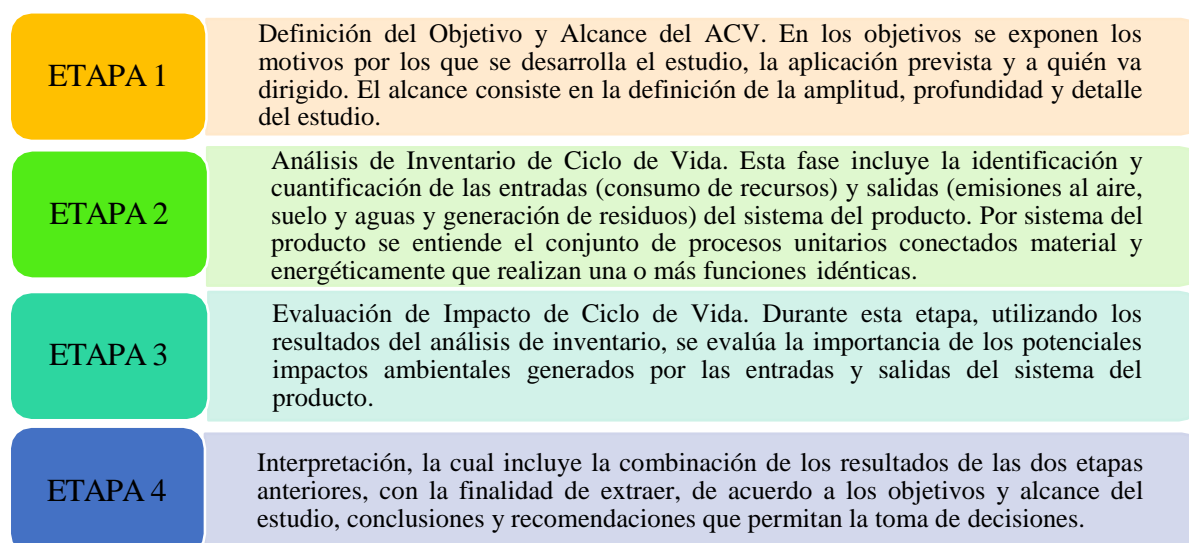 ETAPA 1
Definición del Objetivo y Alcance del ACV. En los objetivos se exponen los
motivos por los que se desarrolla el estudio, la aplicación prevista y a quién va
dirigido. El alcance consiste en la definición de la amplitud, profundidad y detalle
del estudio.
ETAPA 2
Análisis de Inventario de Ciclo de Vida. Esta fase incluye la identificación y
cuantificación de las entradas (consumo de recursos) y salidas (emisiones al aire,
suelo y aguas y generación de residuos) del sistema del producto. Por sistema del
producto se entiende el conjunto de procesos unitarios conectados material y
energéticamente que realizan una o más funciones idénticas.
ETAPA 3
Evaluación de Impacto de Ciclo de Vida. Durante esta etapa, utilizando los
resultados del análisis de inventario, se evalúa la importancia de los potenciales
impactos ambientales generados por las entradas y salidas del sistema del
producto.
ETAPA 4
Interpretación, la cual incluye la combinación de los resultados de las dos etapas
anteriores, con la finalidad de extraer, de acuerdo a los objetivos y alcance del
estudio, conclusiones y recomendaciones que permitan la toma de decisiones.